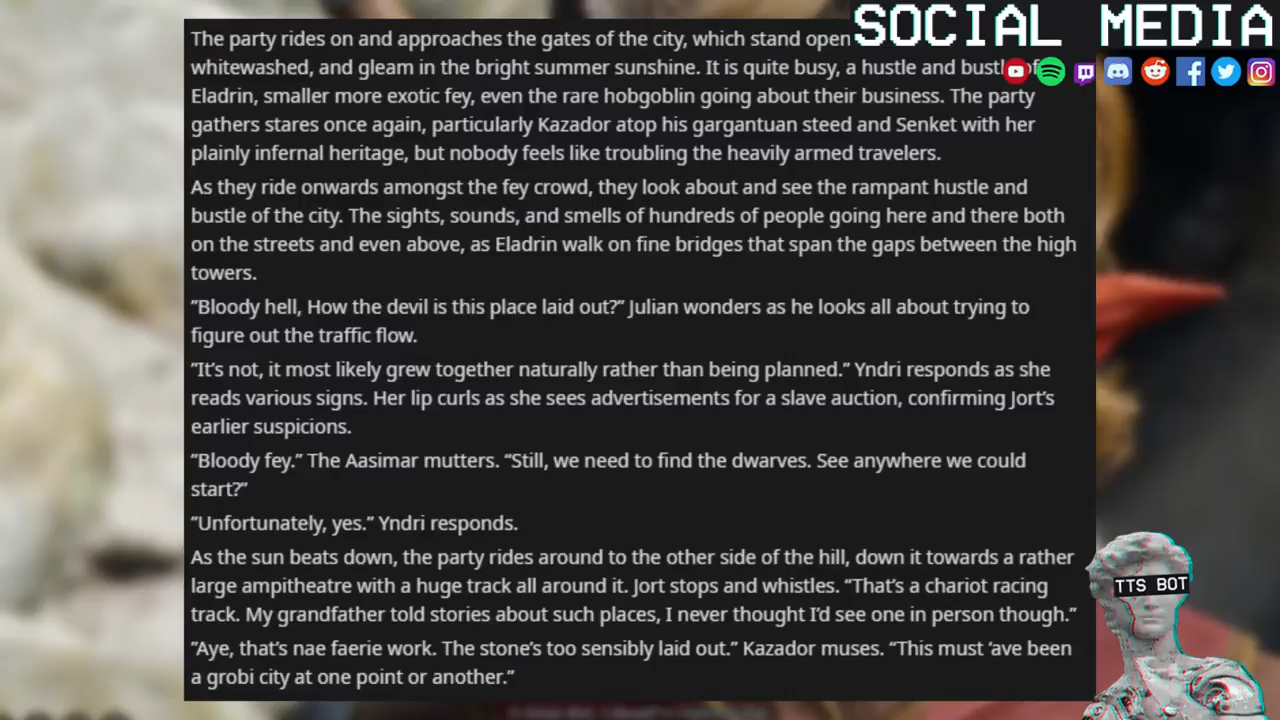 SOCIAL MEDIA
The party rides on and approaches the gates of the city, which stand open
whitewashed, and gleam in the bright summer sunshine. It is quite busy, a hustle and bustle of
Eladrin, smaller more exotic fey, even the rare hobgoblin going about their business. The party
gathers stares once again, particularly Kazador atop his gargantuan steed and Senket with her
plainly infernal heritage, but nobody feels like troubling the heavily armed travelers.
As they ride onwards amongst the fey crowd, they look about and see the rampant hustle and
bustle of the city. The sights, sounds, and smells of hundreds of people going here and there both
on the streets and even above, as Eladrin walk on fine bridges that span the gaps between the high
towers.
”Bloody hell, How the devil is this place laid out?” Julian wonders as he looks all about trying to
figure out the traffic flow.
”It’s not, it most likely grew together naturally rather than being planned.” Yndri responds as she
reads various signs. Her lip curls as she sees advertisements for a slave auction, confirming Jort’s
earlier suspicions.
”Bloody fey.” The Aasimar mutters. “Still, we need to find the dwarves. See anywhere we could
start?”
”Unfortunately, yes.” Yndri responds.
As the sun beats down, the party rides around to the other side of the hill, down it towards a rather
large ampitheatre with a huge track all around it. Jort stops and whistles. “That’s a chariot racing
track. My grandfather told stories about such places, I never thought I’d see one in person though.”
”Aye, that’s nae faerie work. The stone’s too sensibly laid out.” Kazador muses. “This must ‘ave been
a grobi city at one point or another.”
TTS BOT